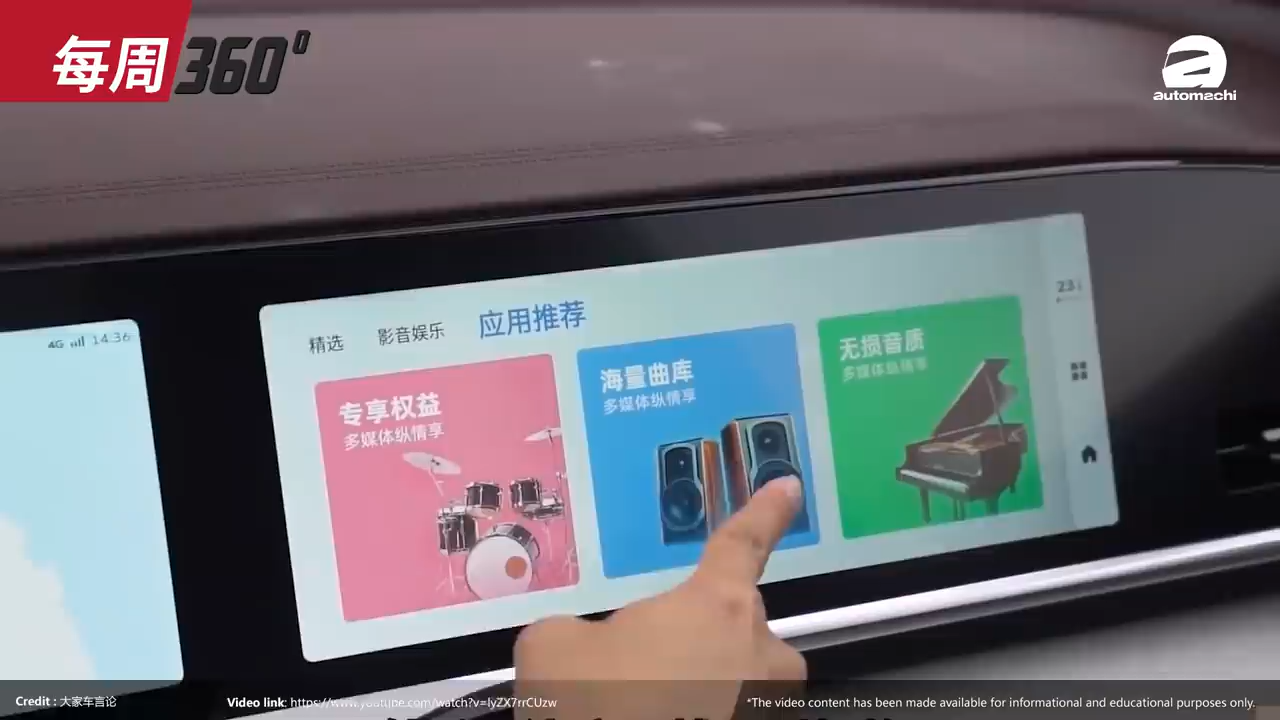 每周360°
automachi
4G 14:36
精选 影音娱乐 应用推荐
23
专享权益
多媒体纵情享
海量曲库
多媒体纵情享
无损音质
多媒体纵情享
Credit : 大家车言论
Video link: https://www.youtube.com/watch?v=lyZX7rrCUzw
*The video content has been made available for informational and educational purposes only.